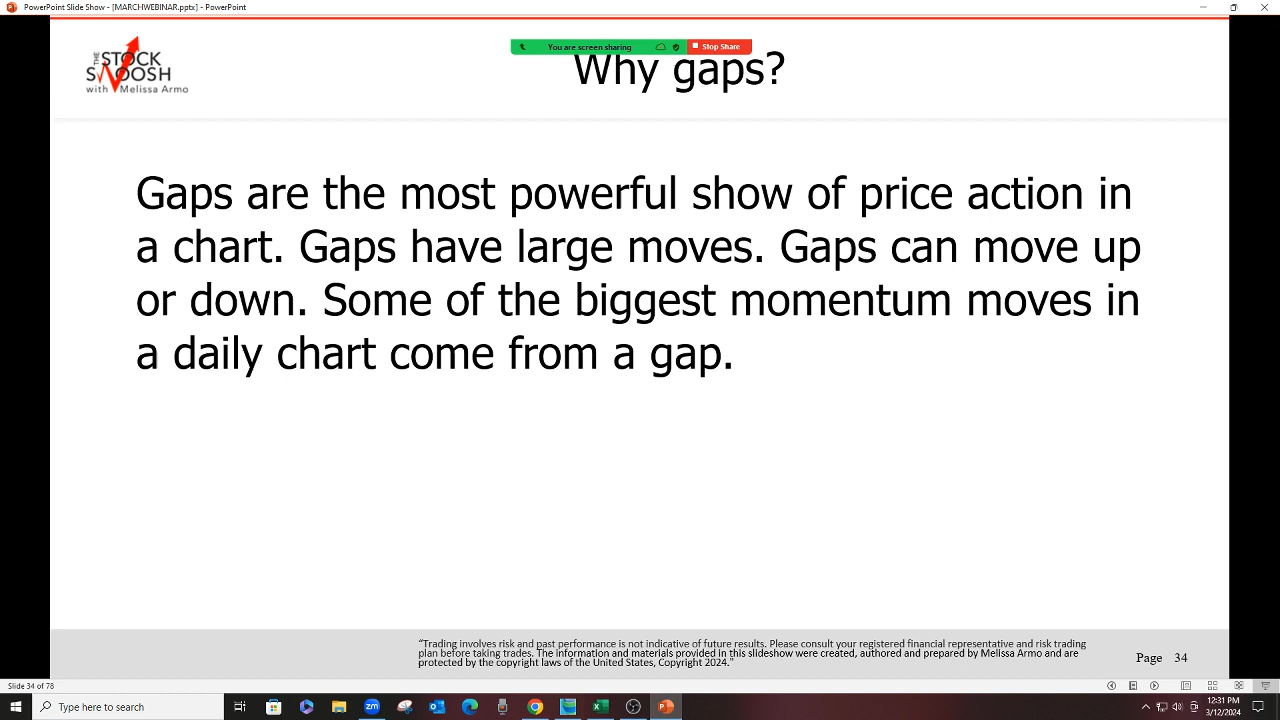 PowerPoint Slide Show - [MARCHWEBINAR.pptx] - PowerPoint
You are screen sharing
Stop Share
THE STOCK
SWOOSH
with Melissa Armo
Why gaps?
Gaps are the most powerful show of price action in
a chart. Gaps have large moves. Gaps can move up
or down. Some of the biggest momentum moves in
a daily chart come from a gap.
"Trading involves risk and past performance is not indicative of future results. Please consult your registered financial representative and risk trading
plan before taking trades. The information and materials provided in this slideshow were created, authored and prepared by Melissa Armo and are
protected by the copyright laws of the United States, Copyright 2024."
Page 34
Slide 34 of 78
Type here to search
zm
12:31 PM
3/12/2024